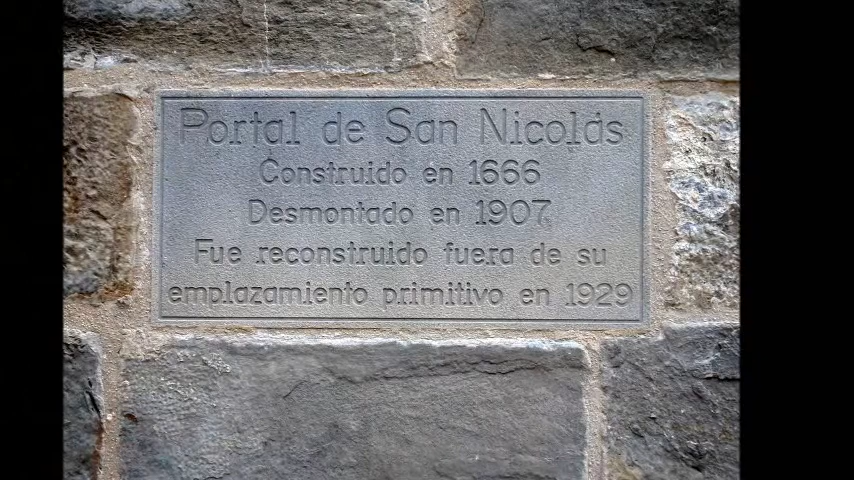 Portal de San Nicolás
Construido en 1666
Desmontado en 1907
Fue reconstruido fuera de su
emplazamiento primitivo en 1929